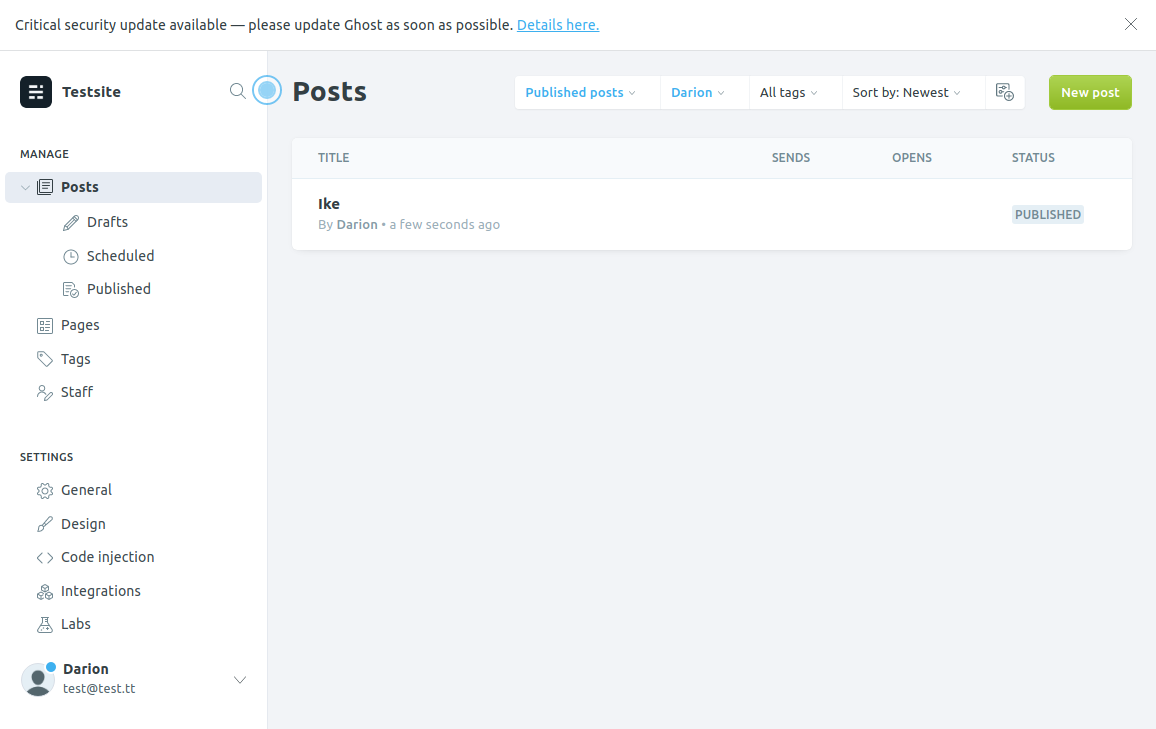 Critical security update available — please update Ghost as soon as possible. Details here.
Testsite
Posts
Published posts
Darion
All tags
Sort by: Newest
New post
MANAGE
Posts
Drafts
Scheduled
Published
Pages
Tags
Staff
TITLE
SENDS
OPENS
STATUS
Ike
By Darion • a few seconds ago
PUBLISHED
SETTINGS
General
Design
Code injection
Integrations
Labs
Darion
test@test.tt